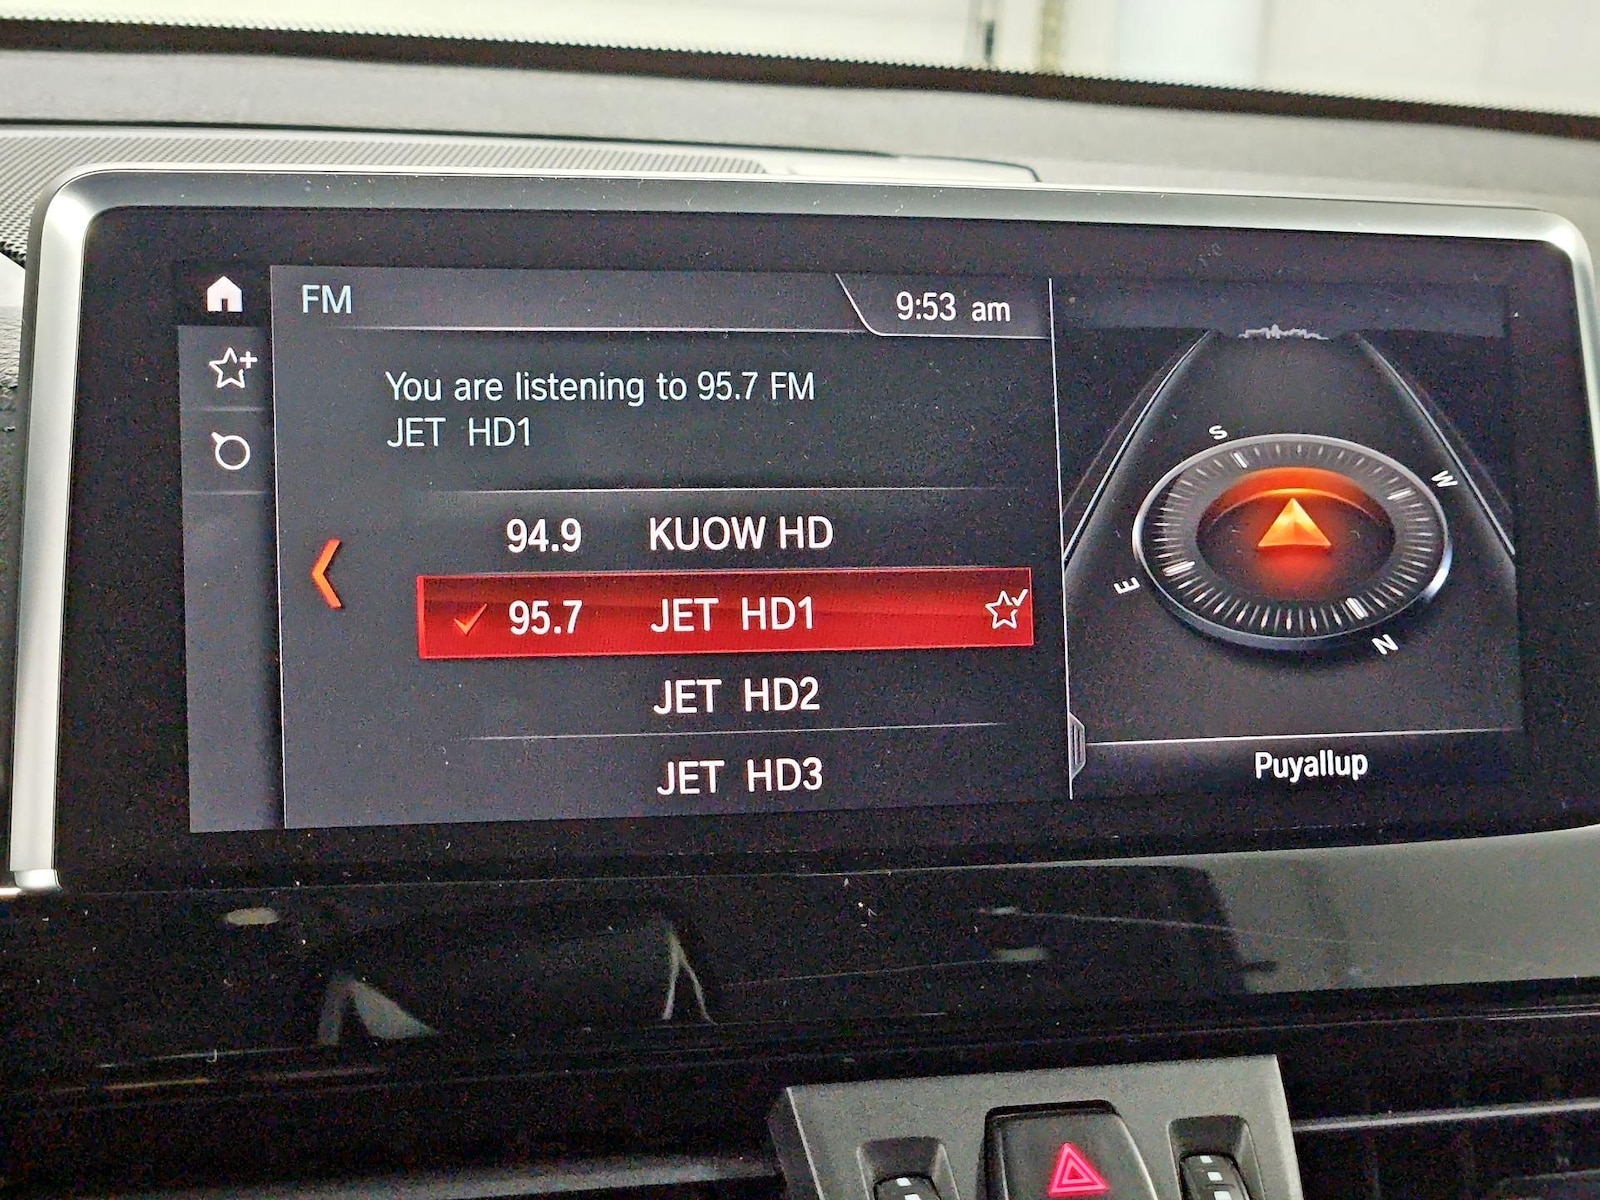 FM
9:53 am
You are listening to 95.7 FM
JET HD1
94.9 KUOW HD
95.7 JET HD1
JET HD2
JET HD3
S
W
E
N
Puyallup